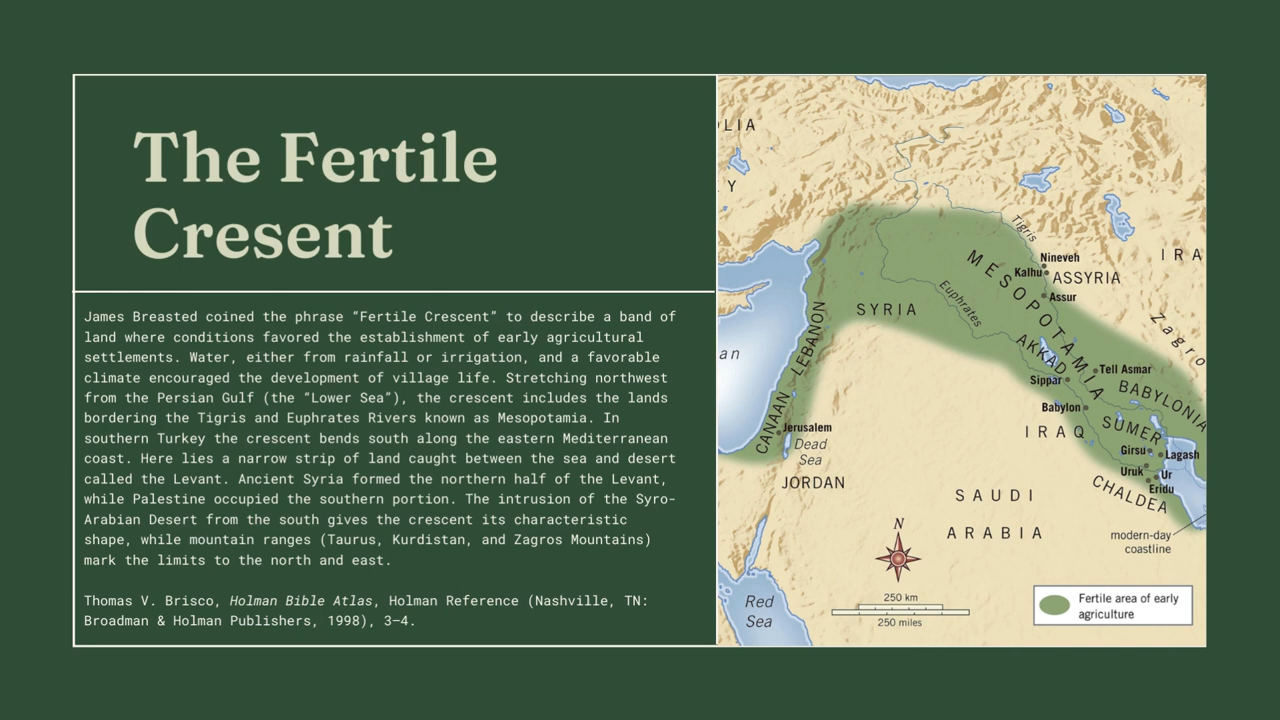 The Fertile
Cresent
James Breasted coined the phrase “Fertile Crescent” to describe a band of
land where conditions favored the establishment of early agricultural
settlements. Water, either from rainfall or irrigation, and a favorable
climate encouraged the development of village life. Stretching northwest
from the Persian Gulf (the “Lower Sea”), the crescent includes the lands
bordering the Tigris and Euphrates Rivers known as Mesopotamia. In
southern Turkey the crescent bends south along the eastern Mediterranean
coast. Here lies a narrow strip of land caught between the sea and desert
called the Levant. Ancient Syria formed the northern half of the Levant,
while Palestine occupied the southern portion. The intrusion of the Syro-
Arabian Desert from the south gives the crescent its characteristic
shape, while mountain ranges (Taurus, Kurdistan, and Zagros Mountains)
mark the limits to the north and east.
Thomas V. Brisco, Holman Bible Atlas, Holman Reference (Nashville, TN:
Broadman & Holman Publishers, 1998), 3–4.
LIA
Y
Tigris
IRA
Nineveh
Kalhu
ASSYRIA
Assur
MESOPOTAMIA
Euphrates
SYRIA
Zagro
LEBANON
an
AKKAD
Tell Asmar
Sippar
BABYLONIA
Babylon
CANAAN
Jerusalem
IRAQ
SUMER
Dead
Sea
Girsu
Lagash
Uruk
Ur
JORDAN
Eridu
CHALDEA
SAUDI
ARABIA
N
modern-day
coastline
250 km
250 miles
Red
Sea
Fertile area of early
agriculture